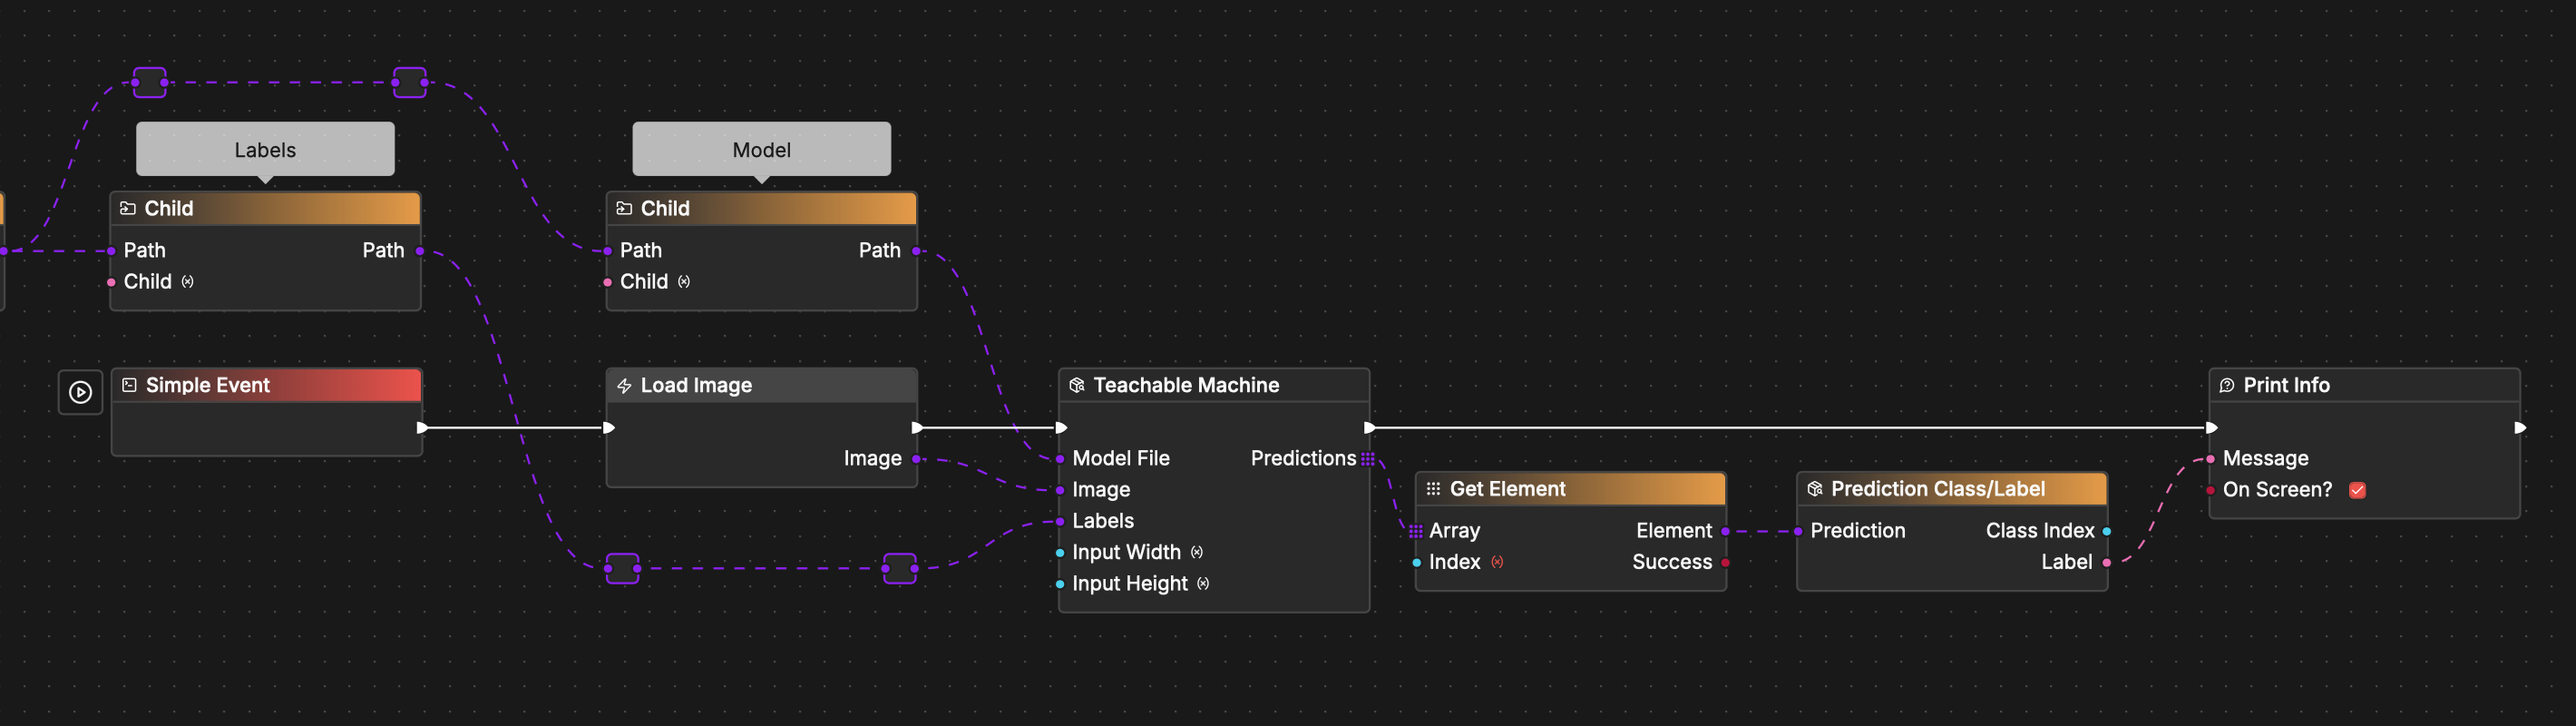 Labels
Model
Child
Path Path
Child (x)
Child
Path Path
Child (x)
Simple Event
Load Image
Image
Teachable Machine
Model File Predictions
Image
Labels
Input Width (x)
Input Height (x)
Get Element
Array Element
Index (x) Success
Prediction Class/Label
Prediction Class Index
Label
Print Info
Message
On Screen?